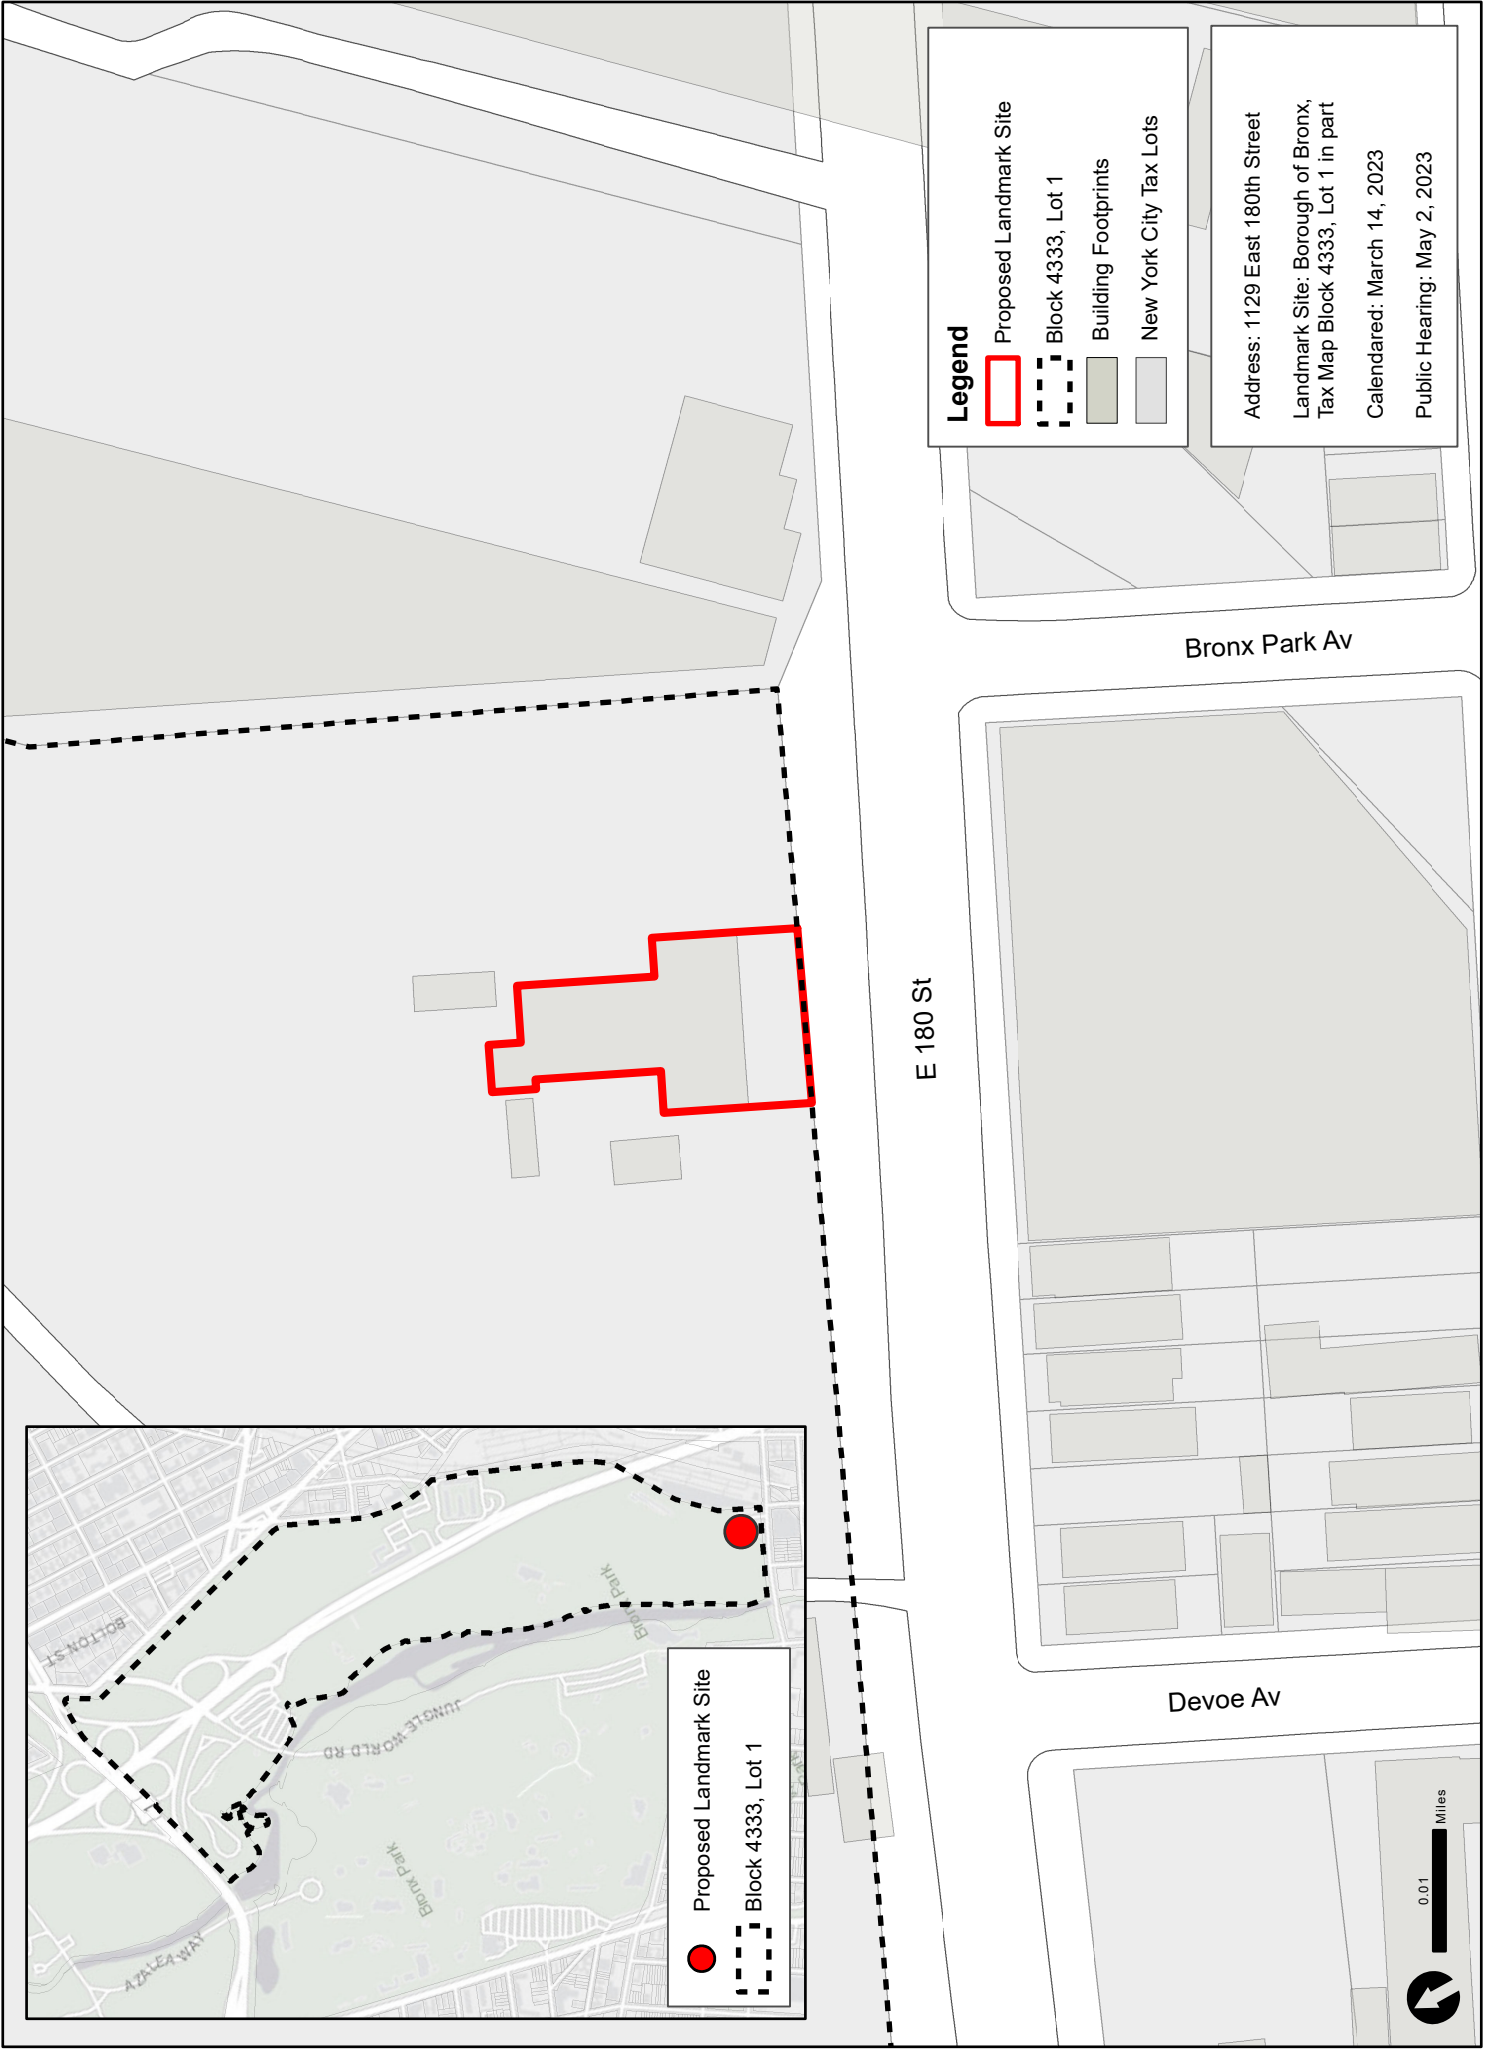 BOLTON ST
JUNGLE WORLD RD
Bronx Park
Bronx Park
AZALEA WAY
Proposed Landmark Site
Block 4333, Lot 1
E 180 St
Bronx Park Av
Devoe Av
Legend
Proposed Landmark Site
Block 4333, Lot 1
Building Footprints
New York City Tax Lots
Address: 1129 East 180th Street
Landmark Site: Borough of Bronx,
Tax Map Block 4333, Lot 1 in part
Calendared: March 14, 2023
Public Hearing: May 2, 2023
0.01
Miles